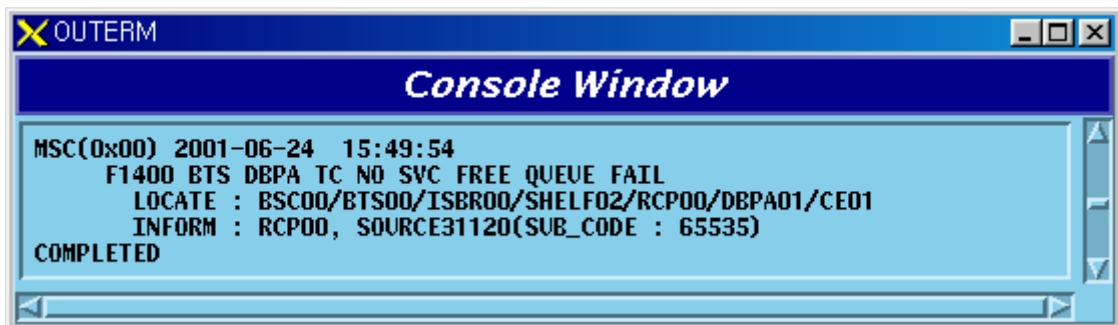 OUTERM
Console Window
MSC(0x00) 2001-06-24 15:49:54
F1400 BTS DBPA TC NO SVC FREE QUEUE FAIL
LOCATE : BSC00/BTS00/ISBR00/SHELF02/RCP00/DBPA01/CE01
INFORM : RCP00, SOURCE31120(SUB_CODE : 65535)
COMPLETED